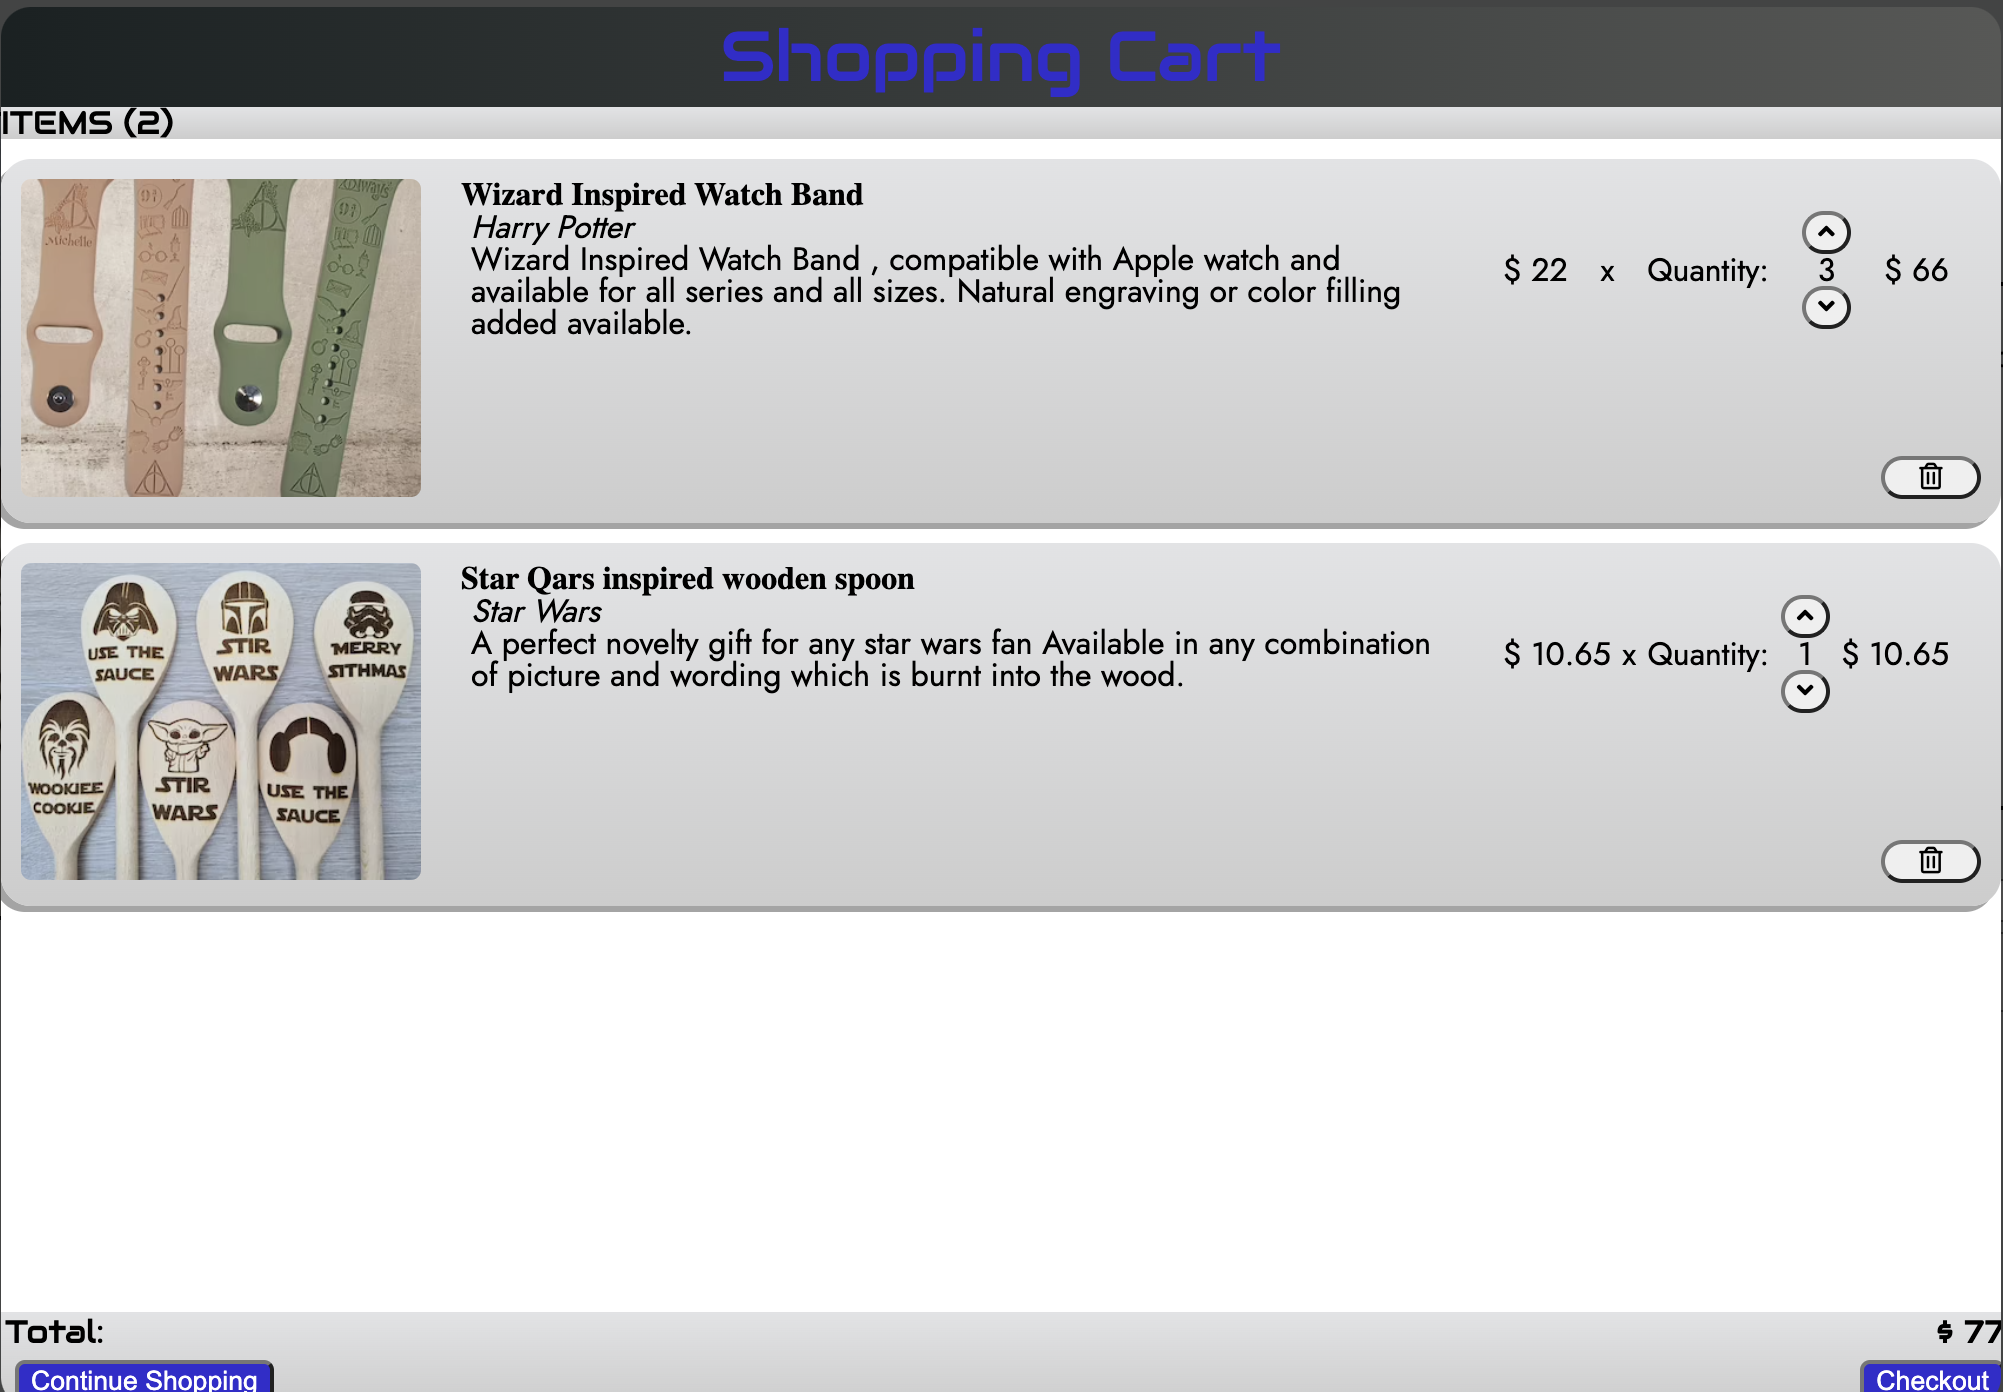 Shopping Cart
ITEMS (2)
Michelle
Always
Wizard Inspired Watch Band
Harry Potter
Wizard Inspired Watch Band , compatible with Apple watch and
available for all series and all sizes. Natural engraving or color filling
added available.
$ 22 x Quantity: 3 $ 66
USE THE
SAUCE
STIR
WARS
MERRY
SITHMAS
WOOKIEE
COOKIE
STIR
WARS
USE THE
SAUCE
Star Qars inspired wooden spoon
Star Wars
A perfect novelty gift for any star wars fan Available in any combination
of picture and wording which is burnt into the wood.
$ 10.65 x Quantity: 1 $ 10.65
Total: $ 77
Continue Shopping Checkout